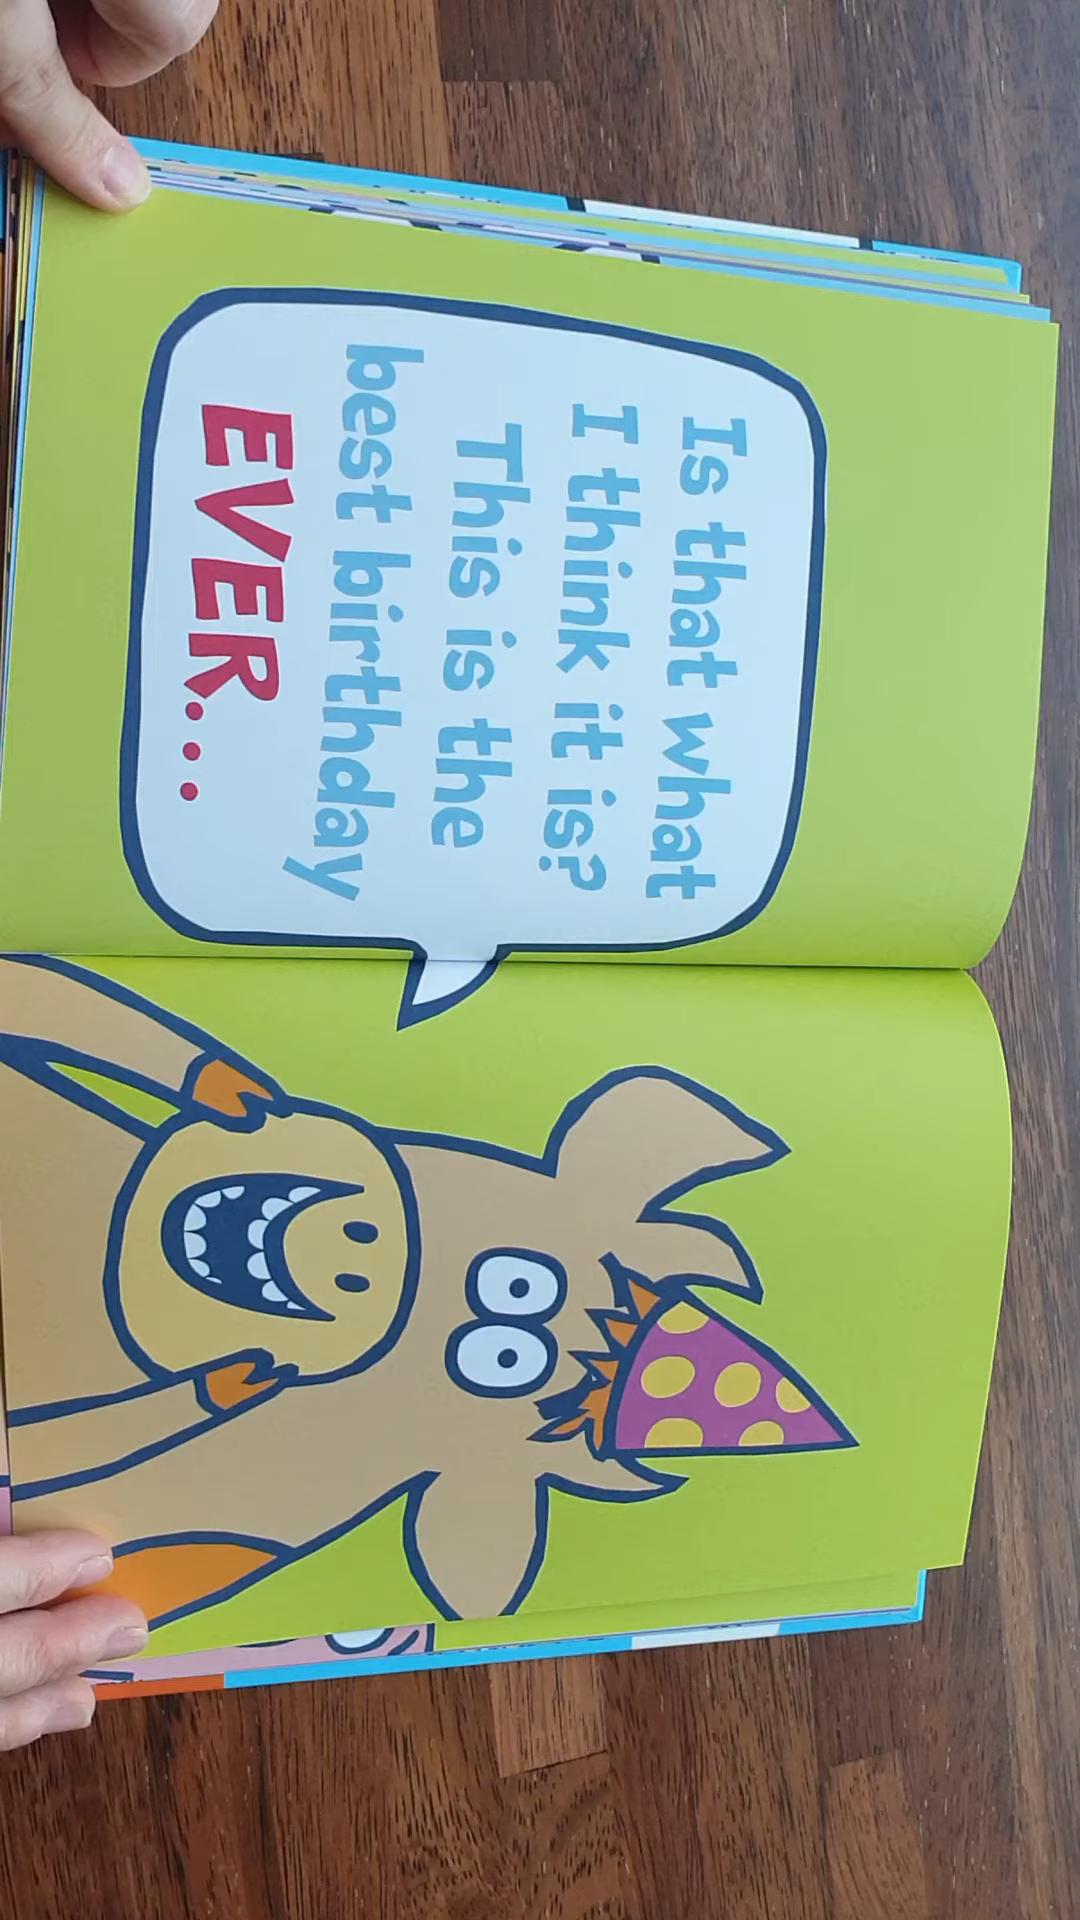 Is that what
I think it is?
This is the
best birthday
EVER...